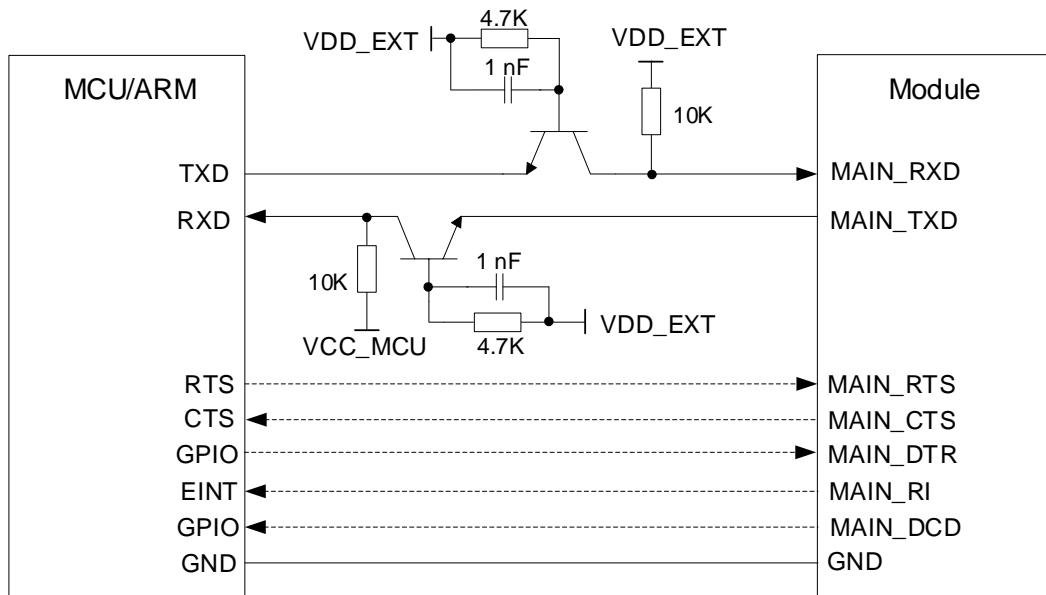 4.7K
VDD_EXT
VDD_EXT
1 nF
MCU/ARM
Module
10K
TXD
MAIN_RXD
RXD
MAIN_TXD
1 nF
10K
VDD_EXT
VCC_MCU
4.7K
RTS
MAIN_RTS
CTS
MAIN_CTS
GPIO
MAIN_DTR
EINT
MAIN_RI
GPIO
MAIN_DCD
GND
GND